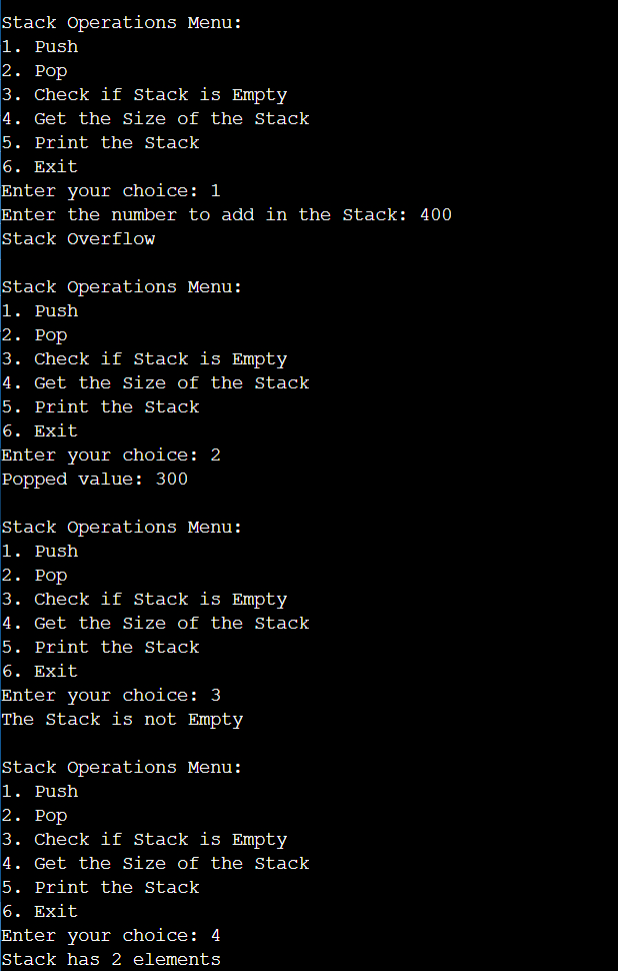 Stack Operations Menu:
1. Push
2. Pop
3. Check if Stack is Empty
4. Get the Size of the Stack
5. Print the Stack
6. Exit
Enter your choice: 1
Enter the number to add in the Stack: 400
Stack Overflow
Stack Operations Menu:
1. Push
2. Pop
3. Check if Stack is Empty
4. Get the Size of the Stack
5. Print the Stack
6. Exit
Enter your choice: 2
Popped value: 300
Stack Operations Menu:
1. Push
2. Pop
3. Check if Stack is Empty
4. Get the Size of the Stack
5. Print the Stack
6. Exit
Enter your choice: 3
The Stack is not Empty
Stack Operations Menu:
1. Push
2. Pop
3. Check if Stack is Empty
4. Get the Size of the Stack
5. Print the Stack
6. Exit
Enter your choice: 4
Stack has 2 elements